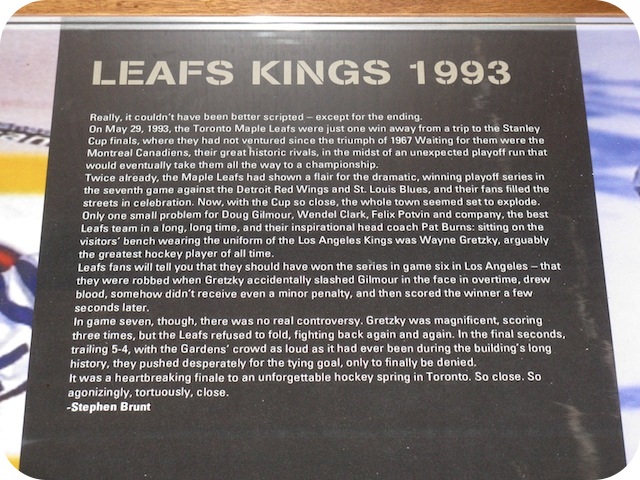 LEAFS KINGS 1993
Really, it couldn't have been better scripted – except for the ending.
On May 29, 1993, the Toronto Maple Leafs were just one win away from a trip to the Stanley
Cup finals, where they had not ventured since the triumph of 1967 Waiting for them were the
Montreal Canadiens, their great historic rivals, in the midst of an unexpected playoff run that
would eventually take them all the way to a championship.
Twice already, the Maple Leafs had shown a flair for the dramatic, winning playoff series in
the seventh game against the Detroit Red Wings and St. Louis Blues, and their fans filled the
streets in celebration. Now, with the Cup so close, the whole town seemed set to explode.
Only one small problem for Doug Gilmour, Wendel Clark, Felix Potvin and company, the best
Leafs team in a long, long time, and their inspirational head coach Pat Burns: sitting on the
visitors' bench wearing the uniform of the Los Angeles Kings was Wayne Gretzky, arguably
the greatest hockey player of all time.
Leafs fans will tell you that they should have won the series in game six in Los Angeles – that
they were robbed when Gretzky accidentally slashed Gilmour in the face in overtime, drew
blood, somehow didn't receive even a minor penalty, and then scored the winner a few
seconds later.
In game seven, though, there was no real controversy. Gretzky was magnificent, scoring
three times, but the Leafs refused to fold, fighting back again and again. In the final seconds,
trailing 5-4, with the Gardens' crowd as loud as it had ever been during the building's long
history, they pushed desperately for the tying goal, only to finally be denied.
It was a heartbreaking finale to an unforgettable hockey spring in Toronto. So close. So
agonizingly, tortuously, close.
-Stephen Brunt